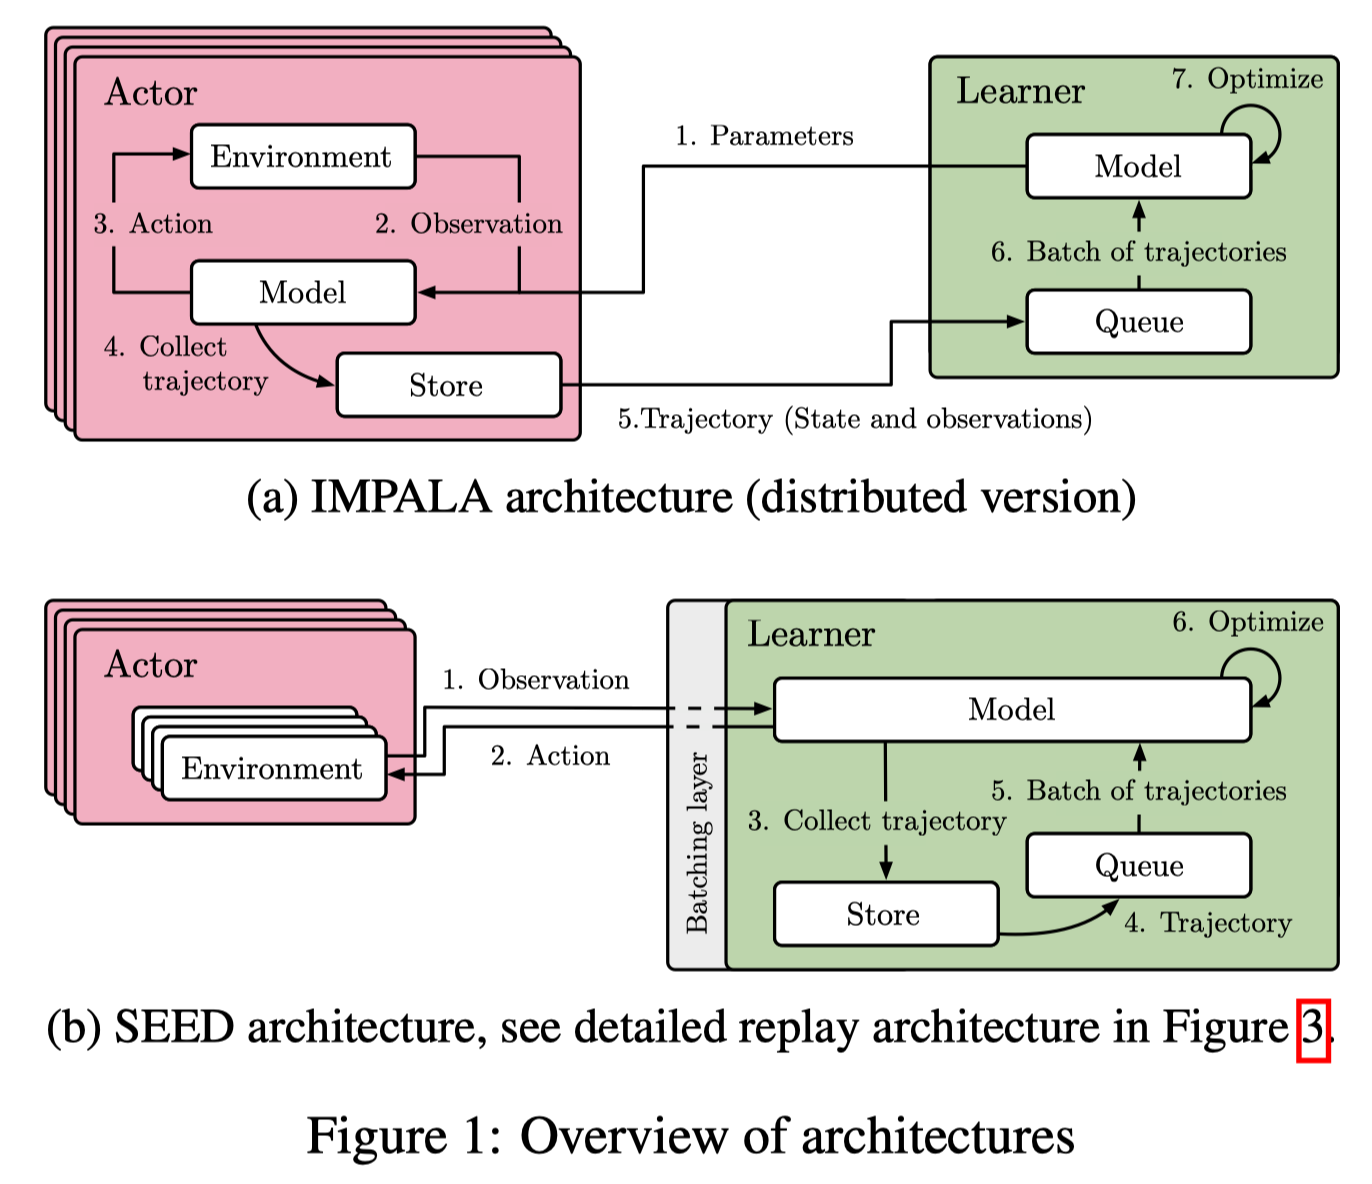 Actor
Environment
3. Action
2. Observation
Model
4. Collect
trajectory
Store
1. Parameters
5.Trajectory (State and observations)
Learner
7. Optimize
Model
6. Batch of trajectories
Queue
(a) IMPALA architecture (distributed version)
Actor
Environment
1. Observation
2. Action
Batching layer
Learner
6. Optimize
Model
5. Batch of trajectories
3. Collect trajectory
Queue
Store
4. Trajectory
(b) SEED architecture, see detailed replay architecture in Figure 3.
Figure 1: Overview of architectures